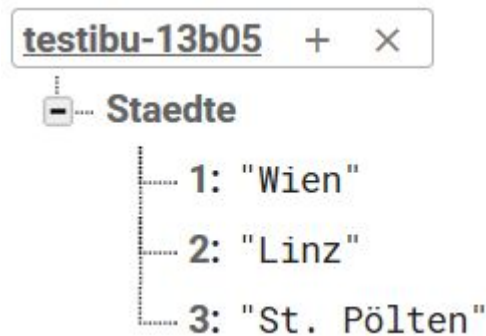 testibu-13b05 + ×
Staedte
1: "Wien"
2: "Linz"
3: "St. Pölten"